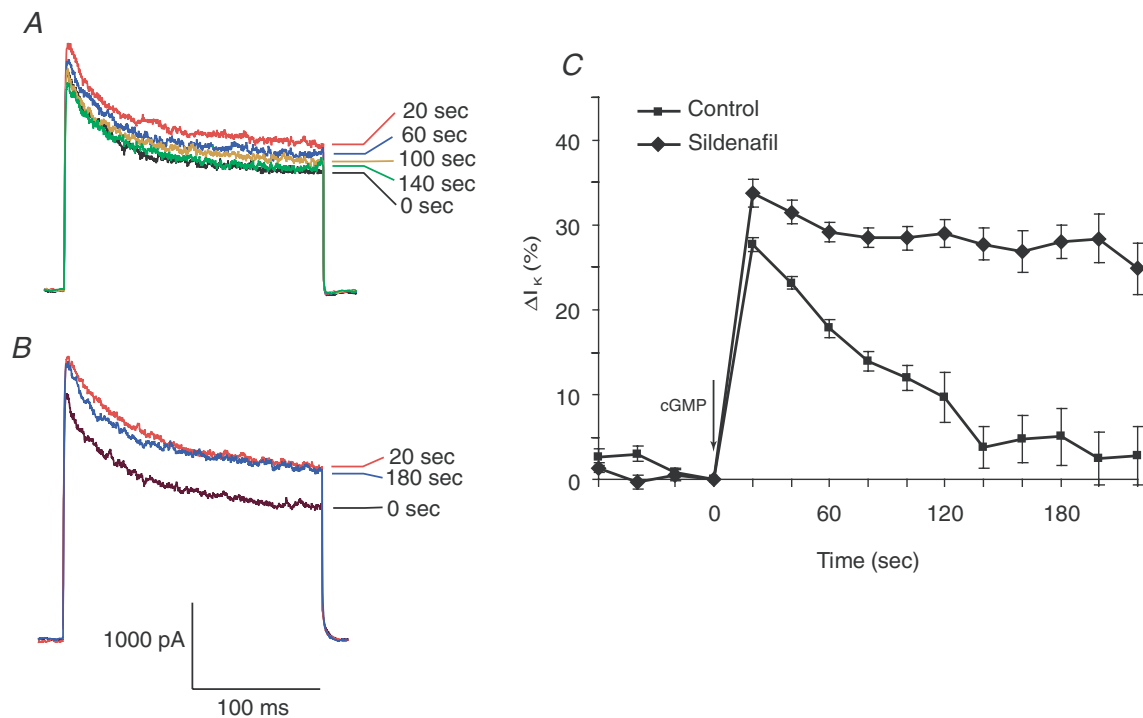 A
20 sec
60 sec
100 sec
140 sec
0 sec
B
20 sec
180 sec
0 sec
1000 pA
100 ms
C
Control
Sildenafil
40
30
20
10
0
ΔIκ (%)
cGMP
0
60
120
180
Time (sec)